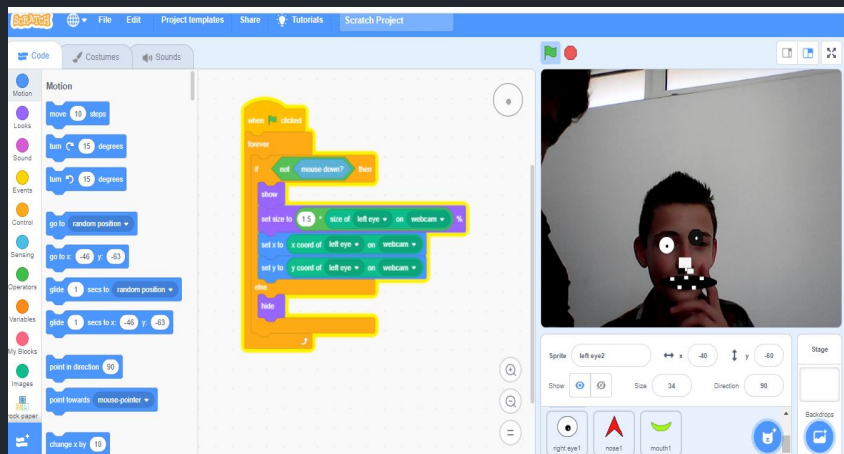 SCRATCH File Edit Project templates Share Tutorials Scratch Project
Code Costumes Sounds
Motion
Looks
Sound
Events
Control
Sensing
Operators
Variables
My Blocks
Images
rock paper
Motion
move 10 steps
turn 15 degrees
turn 15 degrees
go to random position
go to x: -46 y: -63
glide 1 secs to random position
glide 1 secs to x: -46 y: -63
point in direction 90
point towards mouse-pointer
change x by 10
when clicked
forever
if not mouse down? then
show
set size to 1.5 * size of left eye on webcam %
set x to x coord of left eye on webcam
set y to y coord of left eye on webcam
else
hide
Sprite left eye2 x -40 y -60
Show Size 34 Direction 90
right eye1 nose1 mouth1
Stage
Backdrops